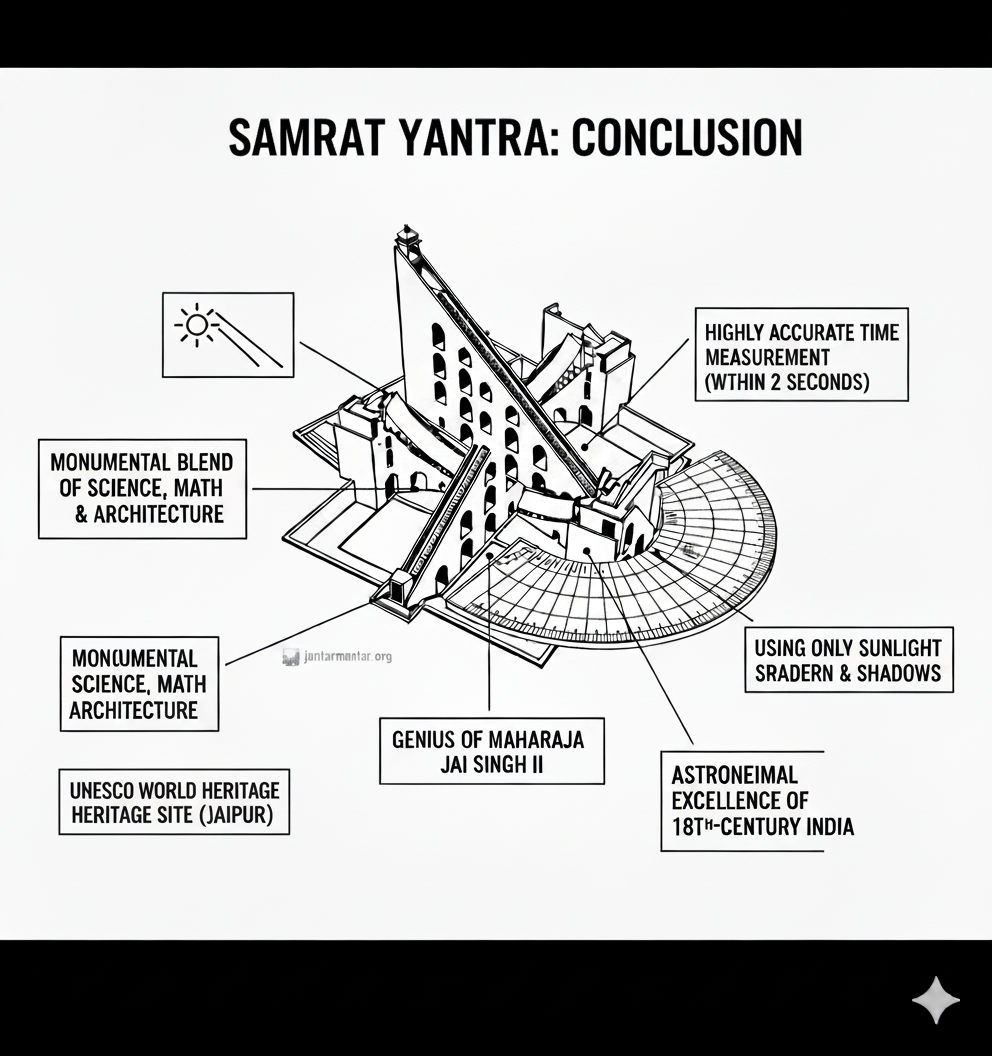 SAMRAT YANTRA: CONCLUSION
HIGHLY ACCURATE TIME
MEASUREMENT
(WTHIN 2 SECONDS)
MONUMENTAL BLEND
OF SCIENCE, MATH
& ARCHITECTURE
USING ONLY SUNLIGHT
SRADERN & SHADOWS
MON(UMENTAL
SCIENCE, MATH
ARCHITECTURE
jantarmantar.org
GENIUS OF MAHARAJA
JAI SINGH II
ASTRONEIMAL
EXCELLENCE OF
18TH-CENTURY INDIA
UNESCO WORLD HERITAGE
HERITAGE SITE (JAIPUR)